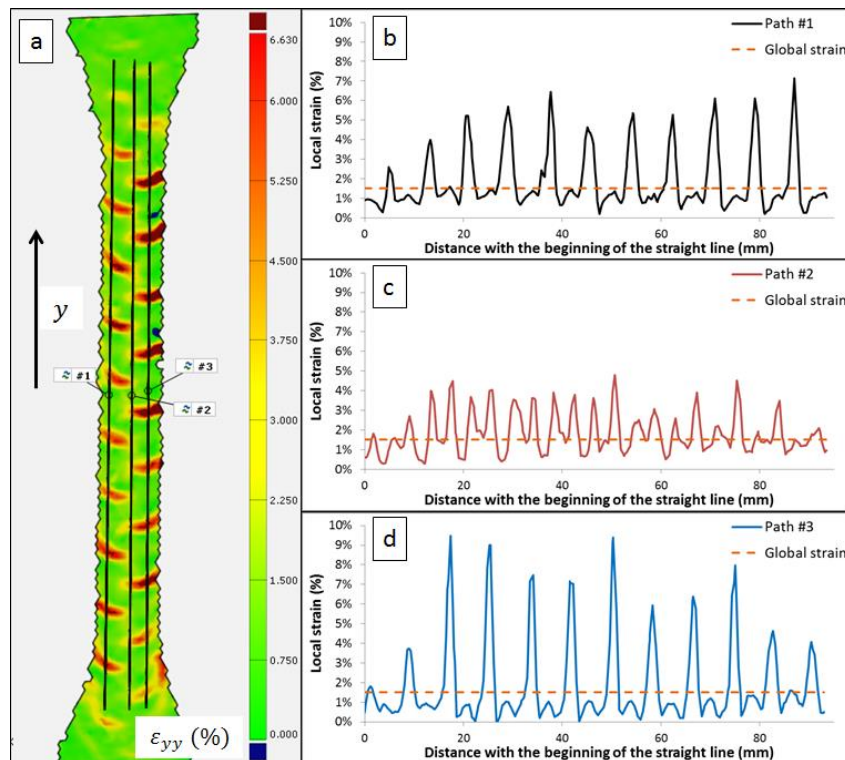 a
6.630
6.000
5.250
4.500
3.750
3.000
2.250
1.500
0.750
0.000
y
#1
#3
#2
εyy (%)
b
Path #1
Global strain
Local strain (%)
10%
9%
8%
7%
6%
5%
4%
3%
2%
1%
0%
0 20 40 60 80
Distance with the beginning of the straight line (mm)
c
Path #2
Global strain
Local strain (%)
10%
9%
8%
7%
6%
5%
4%
3%
2%
1%
0%
0 20 40 60 80
Distance with the beginning of the straight line (mm)
d
Path #3
Global strain
Local strain (%)
10%
9%
8%
7%
6%
5%
4%
3%
2%
1%
0%
0 20 40 60 80
Distance with the beginning of the straight line (mm)